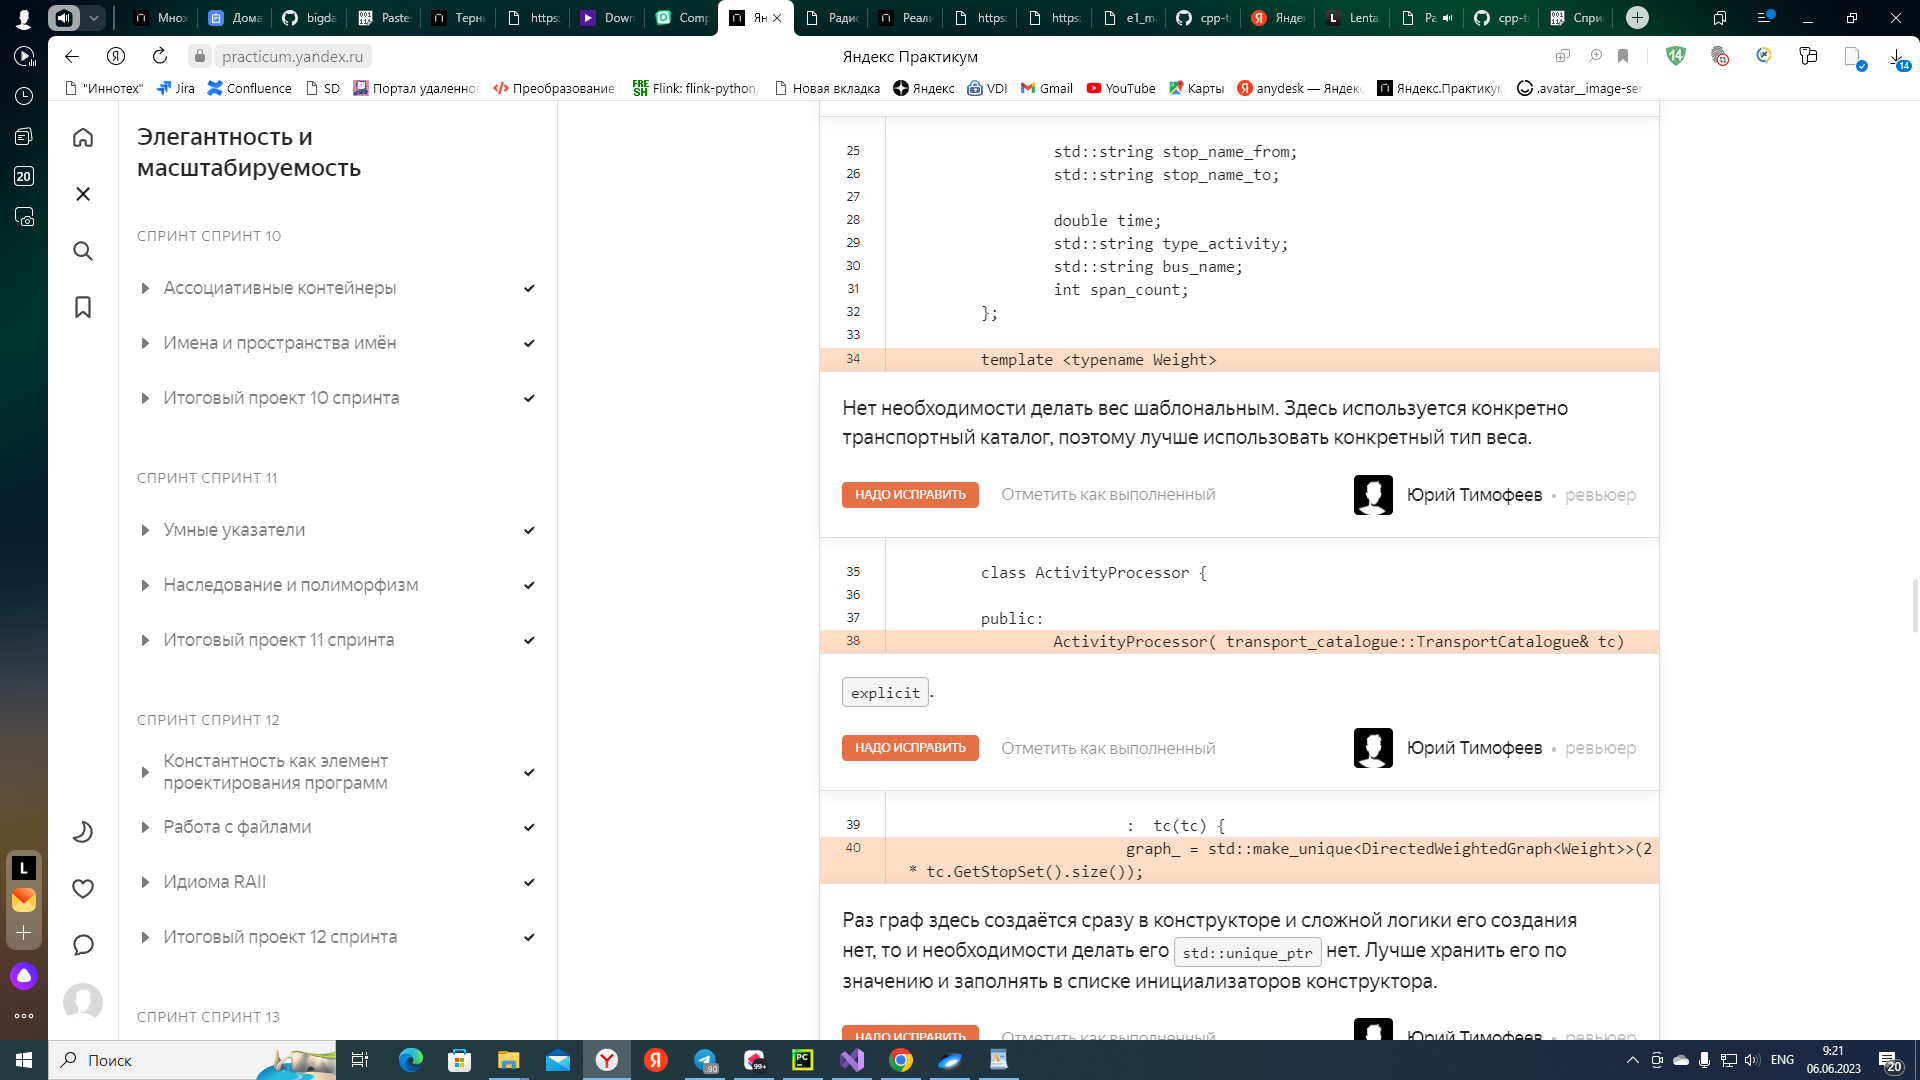 Множ
Дома
bigda
Paste
Терн
https
Down
Comp
Ян
Радис
Реали
https:
https:
e1_m
cpp-t
Яндек
Lenta
Ра
cpp-t
Спри
practicum.yandex.ru
Яндекс Практикум
14
14
"Иннотех"
Jira
Confluence
SD
Портал удаленног
Преобразование
Flink: flink-python/
Новая вкладка
Яндекс
VDI
Gmail
YouTube
Карты
anydesk — Яндекс
Яндекс.Практику
.avatar__image-ser
20
Элегантность и
масштабируемость
СПРИНТ СПРИНТ 10
Ассоциативные контейнеры
Имена и пространства имён
Итоговый проект 10 спринта
СПРИНТ СПРИНТ 11
Умные указатели
Наследование и полиморфизм
Итоговый проект 11 спринта
СПРИНТ СПРИНТ 12
Константность как элемент
проектирования программ
Работа с файлами
Идиома RAII
Итоговый проект 12 спринта
СПРИНТ СПРИНТ 13
25 std::string stop_name_from;
26 std::string stop_name_to;
27
28 double time;
29 std::string type_activity;
30 std::string bus_name;
31 int span_count;
32 };
33
34 template <typename Weight>
Нет необходимости делать вес шаблональным. Здесь используется конкретно
транспортный каталог, поэтому лучше использовать конкретный тип веса.
НАДО ИСПРАВИТЬ Отметить как выполненный Юрий Тимофеев • ревьюер
35 class ActivityProcessor {
36
37 public:
38 ActivityProcessor( transport_catalogue::TransportCatalogue& tc)
explicit.
НАДО ИСПРАВИТЬ Отметить как выполненный Юрий Тимофеев • ревьюер
39 : tc(tc) {
40 graph_ = std::make_unique<DirectedWeightedGraph<Weight>>(2
* tc.GetStopSet().size());
Раз граф здесь создаётся сразу в конструкторе и сложной логики его создания
нет, то и необходимости делать его std::unique_ptr нет. Лучше хранить его по
значению и заполнять в списке инициализаторов конструктора.
НАДО ИСПРАВИТЬ Отметить как выполненный Юрий Тимофеев • ревьюер
L
Поиск
.90
99+
PC
ENG
9:21
06.06.2023
20